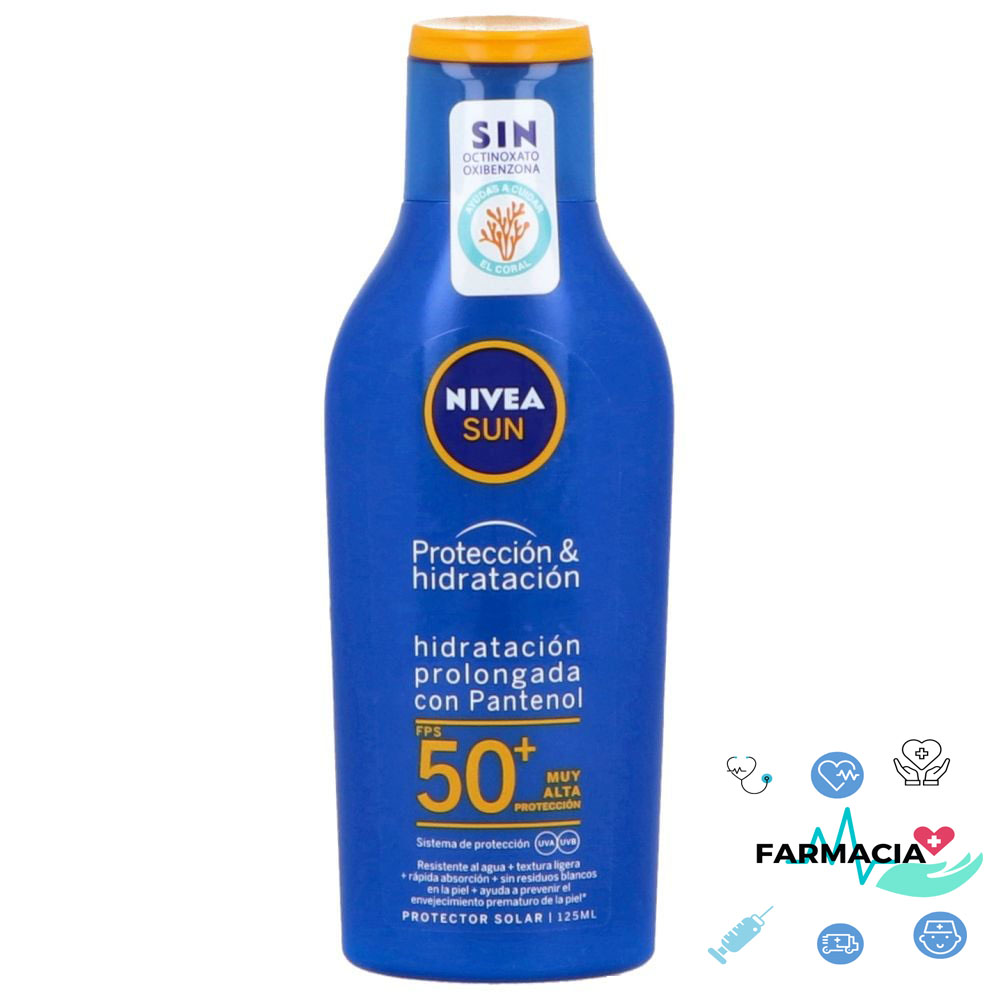 SIN
OCTINOXATO
OXIBENZONA
AYUDAS A CUIDAR
EL CORAL
NIVEA
SUN
Protección &
hidratación
hidratación
prolongada
con Pantenol
FPS
50+
MUY
ALTA
PROTECCIÓN
Sistema de protección UVA UVB
Resistente al agua + textura ligera
+ rápida absorción + sin residuos blancos
en la piel + ayuda a prevenir el
envejecimiento prematuro de la piel*
PROTECTOR SOLAR | 125ML
FARMACIA